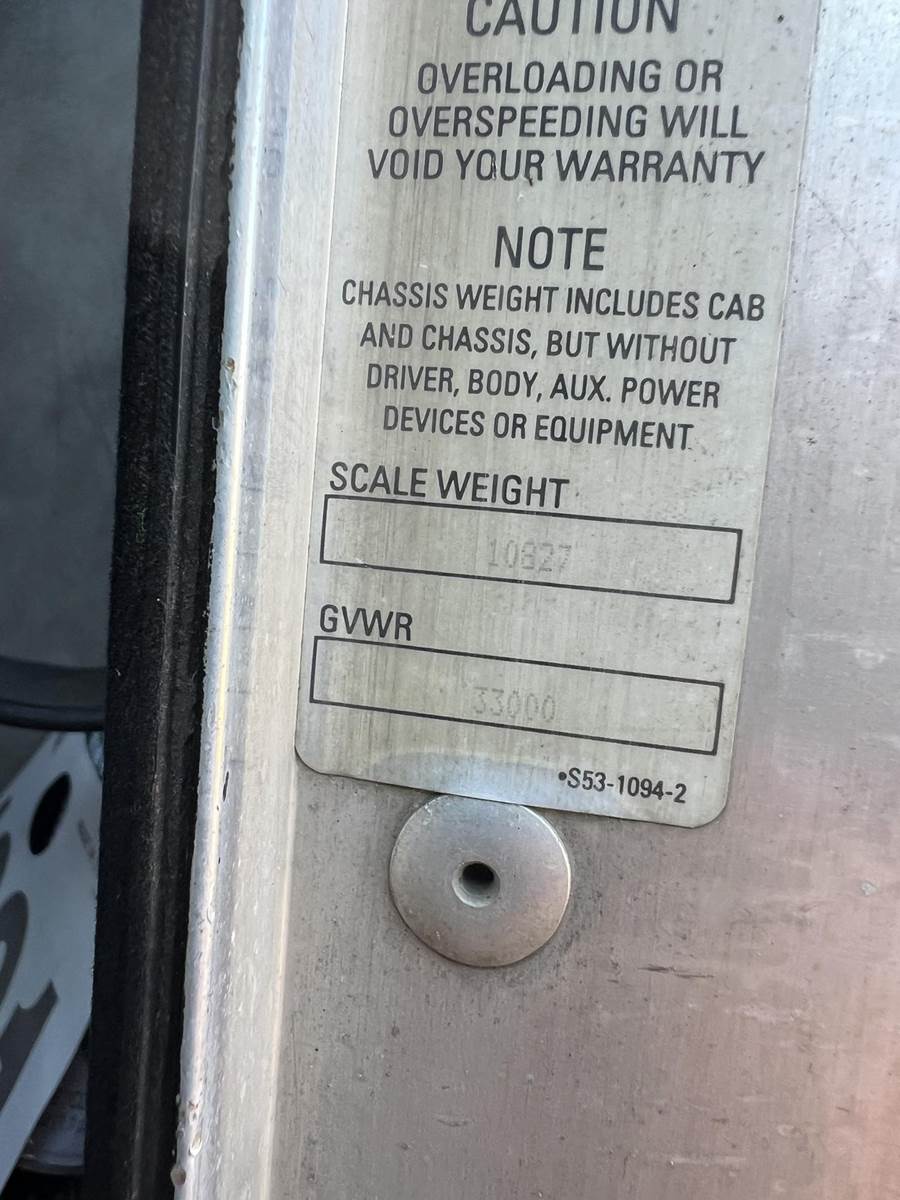 CAUTION
OVERLOADING OR
OVERSPEEDING WILL
VOID YOUR WARRANTY
NOTE
CHASSIS WEIGHT INCLUDES CAB
AND CHASSIS, BUT WITHOUT
DRIVER, BODY, AUX. POWER
DEVICES OR EQUIPMENT
SCALE WEIGHT
10827
GVWR
33000
•S53-1094-2